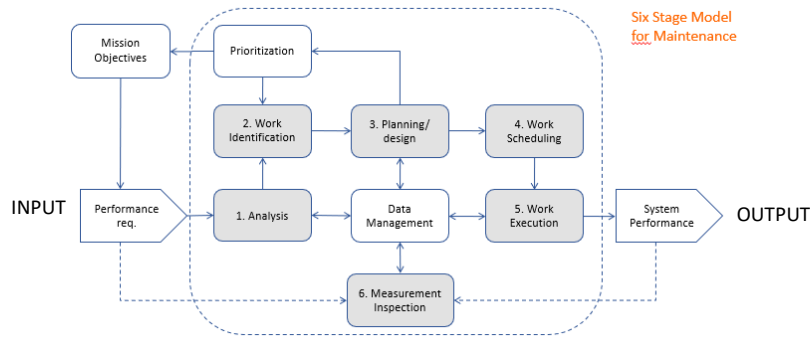 Six Stage Model
for Maintenance
Mission
Objectives
Prioritization
2. Work
Identification
3. Planning/
design
4. Work
Scheduling
INPUT
Performance
req.
1. Analysis
Data
Management
5. Work
Execution
System
Performance
OUTPUT
6. Measurement
Inspection